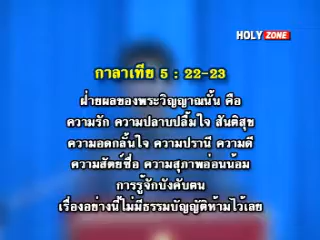 HOLY ZONE
กาลาเทีย 5 : 22-23
ฝ่ายผลของพระวิญญาณนั้น คือ
ความรัก ความปลาบปลื้มใจ สันติสุข
ความอดกลั้นใจ ความปรานี ความดี
ความสัตย์ซื่อ ความสุภาพอ่อนน้อม
การรู้จักบังคับตน
เรื่องอย่างนี้ไม่มีธรรมบัญญัติห้ามไว้เลย